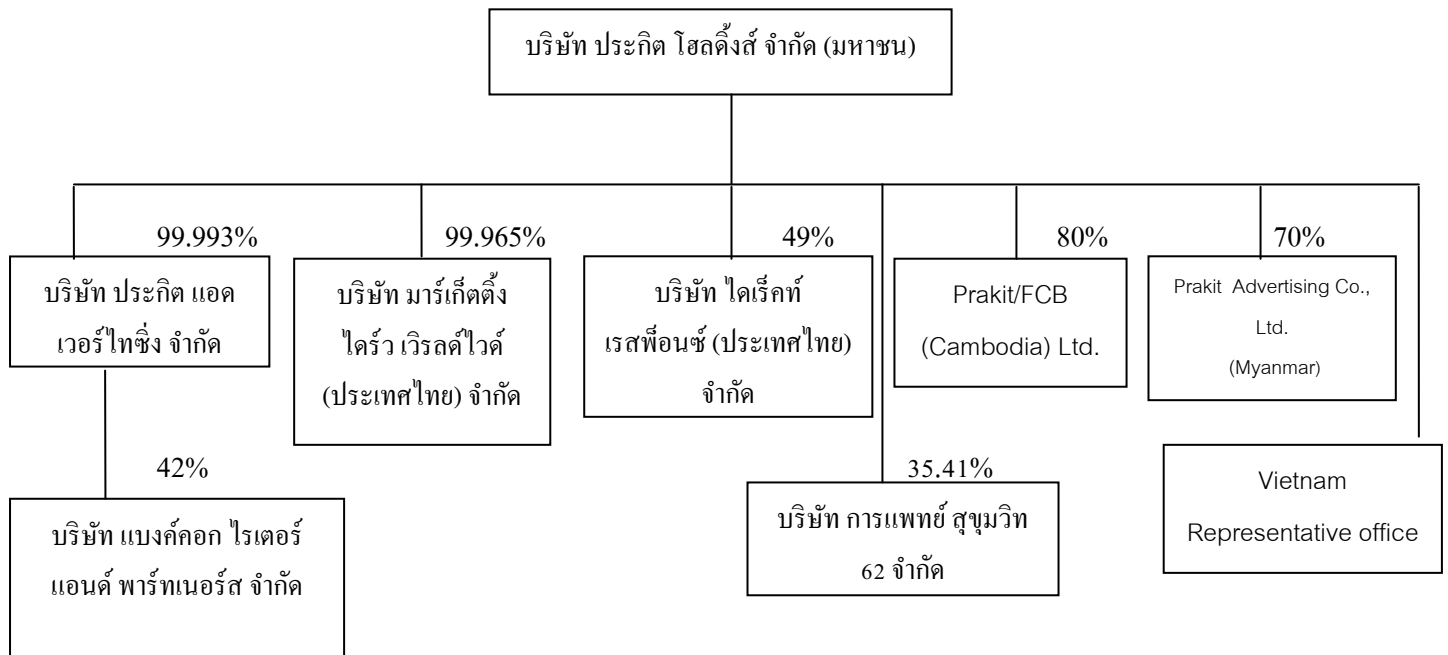 บริษัท ประกิต โฮลดิ้งส์ จำกัด (มหาชน)
99.993%
99.965%
49%
80%
70%
บริษัท ประกิต แอด
เวอร์ไทซิ่ง จำกัด
บริษัท มาร์เก็ตติ้ง
ไดร์ว เวิรลด์ไวด์
(ประเทศไทย) จำกัด
บริษัท ไดเร็คท์
เรสพ็อนซ์ (ประเทศไทย)
จำกัด
Prakit/FCB
(Cambodia) Ltd.
Prakit Advertising Co.,
Ltd.
(Myanmar)
42%
35.41%
บริษัท แบงค์คอก ไรเตอร์
แอนด์ พาร์ทเนอร์ส จำกัด
บริษัท การแพทย์ สุขุมวิท
62 จำกัด
Vietnam
Representative office